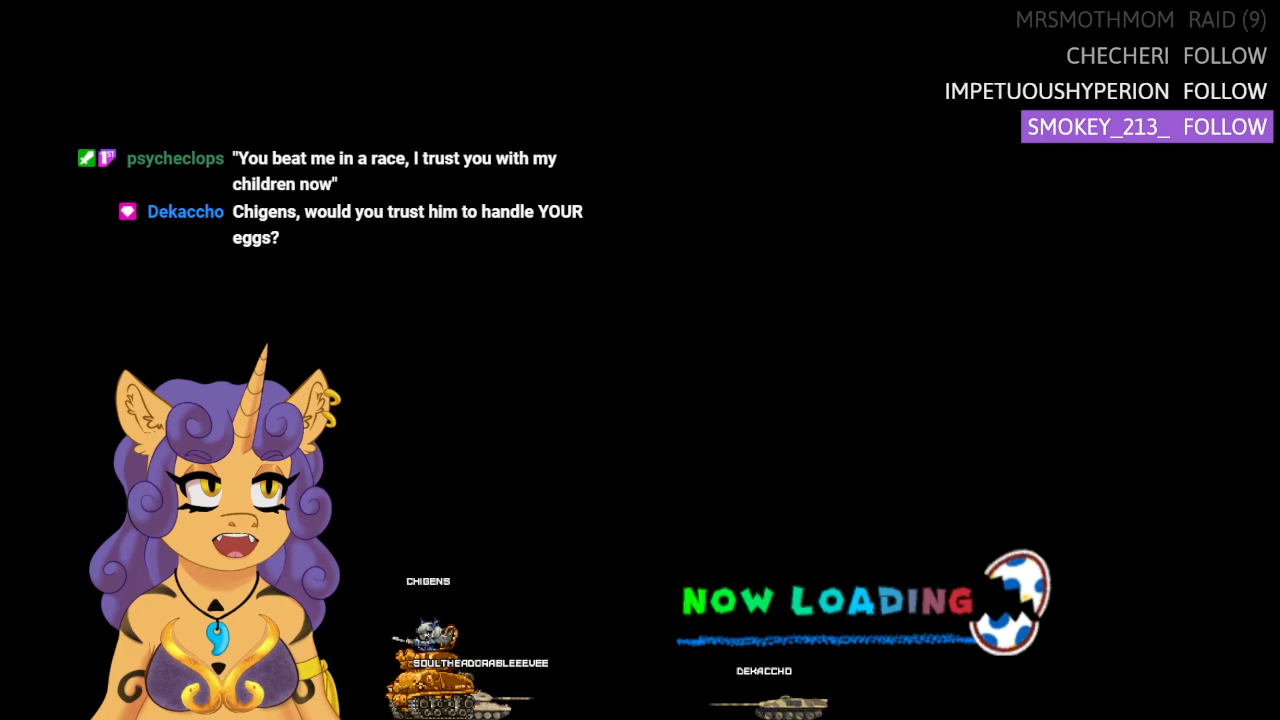 MRSMOTHMOM RAID (9)
CHECHERI FOLLOW
IMPETUOUSHYPERION FOLLOW
SMOKEY_213_ FOLLOW
1ST psycheclops "You beat me in a race, I trust you with my
children now"
Dekaccho Chigens, would you trust him to handle YOUR
eggs?
CHIGENS
NOW LOADING
SOULTHEADORABLEEEVEE
DEKACCHO